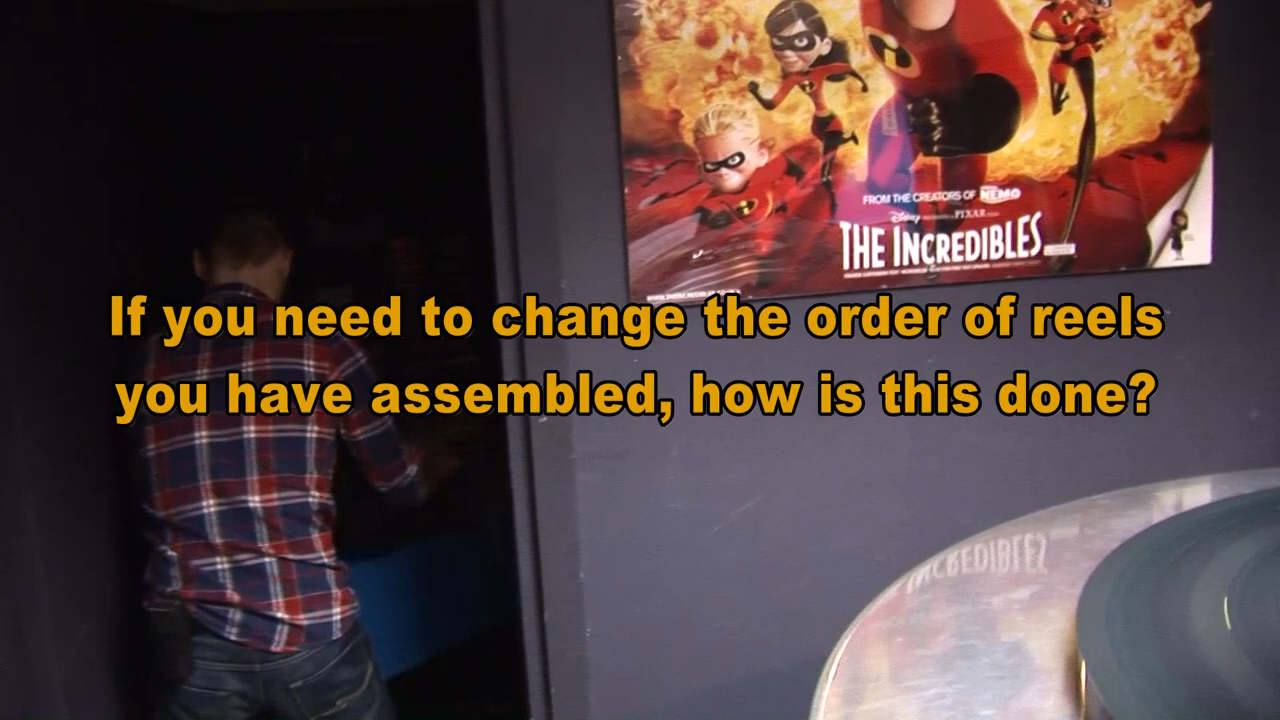 FROM THE CREATORS OF NEMO
Disney PIXAR
THE INCREDIBLES
If you need to change the order of reels
you have assembled, how is this done?